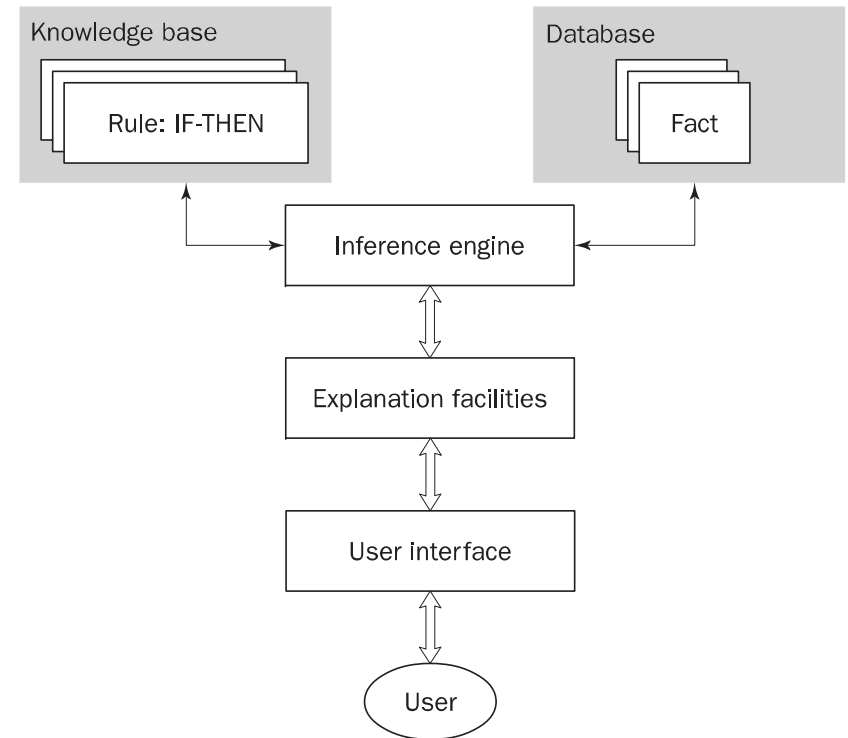 Knowledge base
Database
Rule: IF-THEN
Fact
Inference engine
Explanation facilities
User interface
User